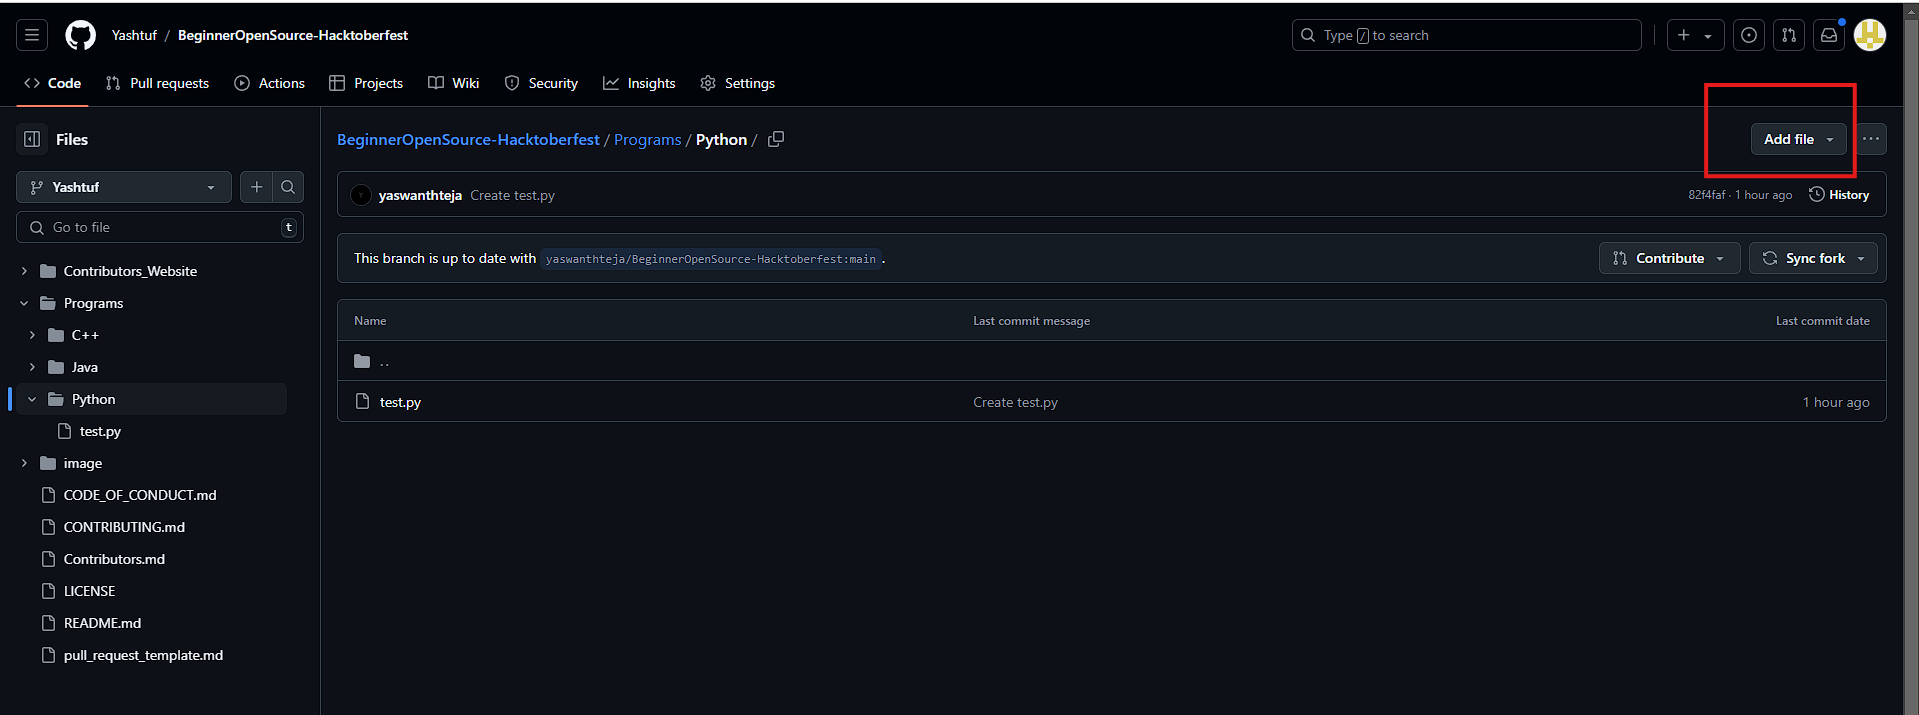 Yashtuf / BeginnerOpenSource-Hacktoberfest
Type / to search
Code Pull requests Actions Projects Wiki Security Insights Settings
Files
BeginnerOpenSource-Hacktoberfest / Programs / Python /
Add file
Yashtuf
yaswanthteja Create test.py
82f4faf · 1 hour ago History
Go to file t
This branch is up to date with yaswanthteja/BeginnerOpenSource-Hacktoberfest:main .
Contribute Sync fork
Contributors_Website
Programs
C++
Java
Python
test.py
image
CODE_OF_CONDUCT.md
CONTRIBUTING.md
Contributors.md
LICENSE
README.md
pull_request_template.md
Name Last commit message Last commit date
..
test.py Create test.py 1 hour ago